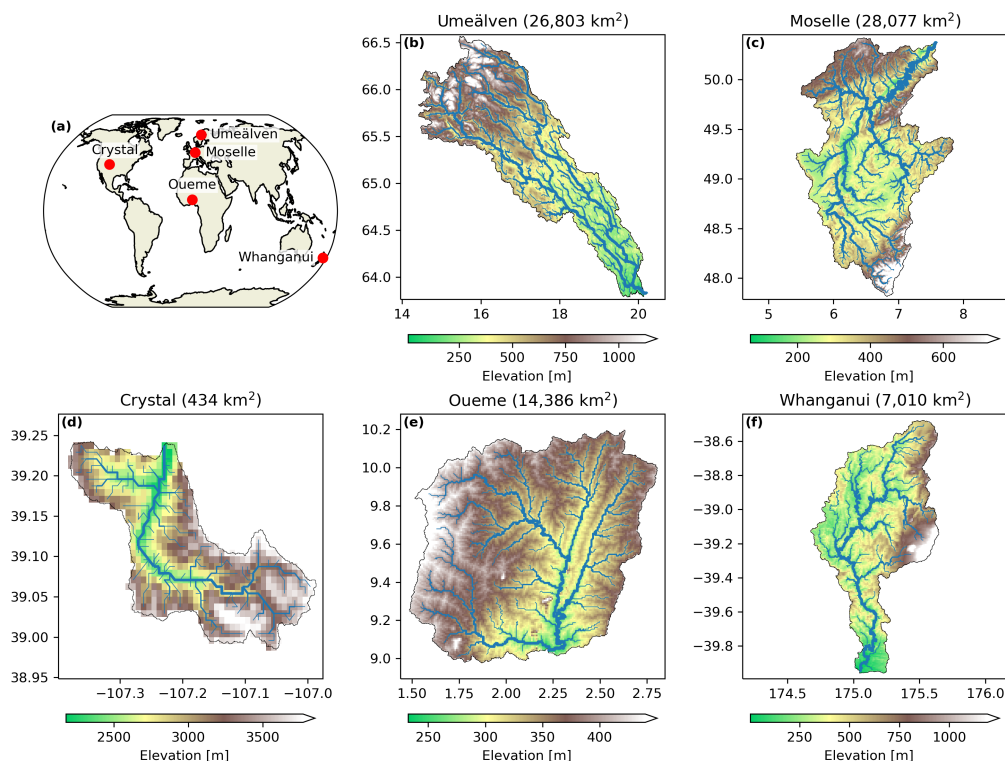 (a)
Umeälven
Crystal
Moselle
Oueme
Whanganui
Umeälven (26,803 km²)
(b)
66.5
66.0
65.5
65.0
64.5
64.0
14 16 18 20
250 500 750 1000
Elevation [m]
Moselle (28,077 km²)
(c)
50.0
49.5
49.0
48.5
48.0
5 6 7 8
200 400 600
Elevation [m]
Crystal (434 km²)
(d)
39.25
39.20
39.15
39.10
39.05
39.00
38.95
−107.3 −107.2 −107.1 −107.0
2500 3000 3500
Elevation [m]
Oueme (14,386 km²)
(e)
10.2
10.0
9.8
9.6
9.4
9.2
9.0
1.50 1.75 2.00 2.25 2.50 2.75
250 300 350 400
Elevation [m]
Whanganui (7,010 km²)
(f)
−38.6
−38.8
−39.0
−39.2
−39.4
−39.6
−39.8
174.5 175.0 175.5 176.0
250 500 750 1000
Elevation [m]